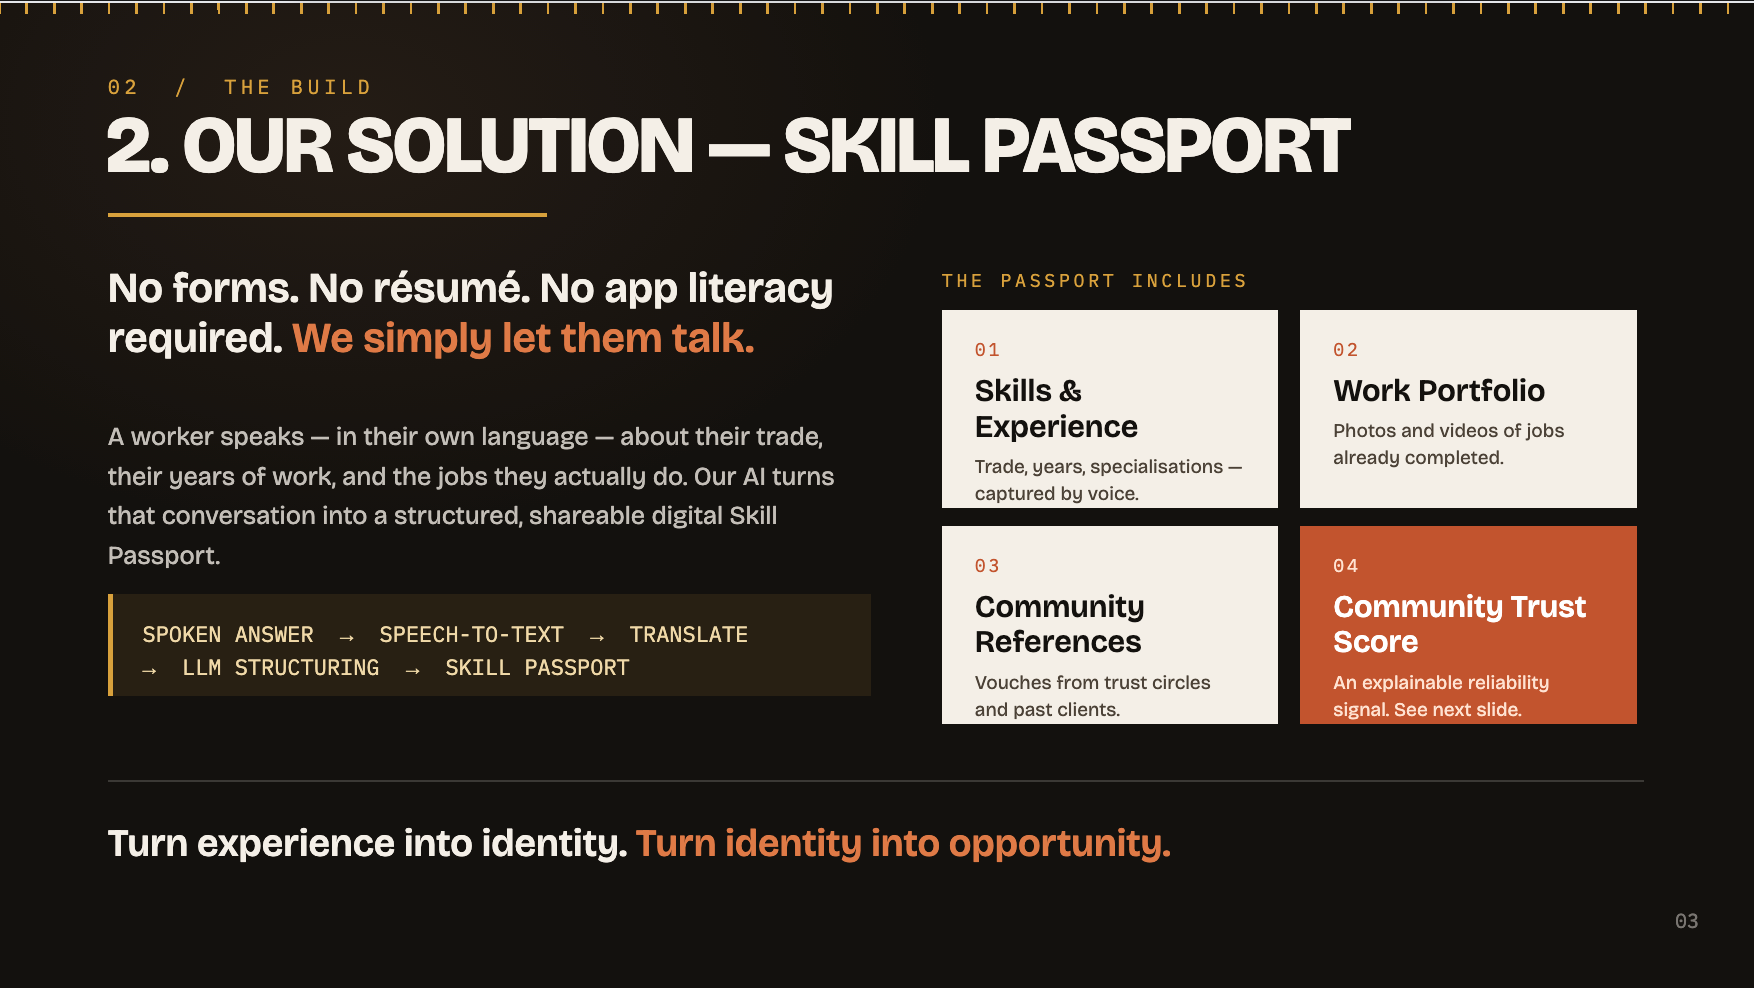 02 / THE BUILD
2. OUR SOLUTION — SKILL PASSPORT
No forms. No résumé. No app literacy
required. We simply let them talk.
A worker speaks — in their own language — about their trade,
their years of work, and the jobs they actually do. Our AI turns
that conversation into a structured, shareable digital Skill
Passport.
SPOKEN ANSWER → SPEECH-TO-TEXT → TRANSLATE
→ LLM STRUCTURING → SKILL PASSPORT
THE PASSPORT INCLUDES
01
Skills &
Experience
Trade, years, specialisations —
captured by voice.
02
Work Portfolio
Photos and videos of jobs
already completed.
03
Community
References
Vouches from trust circles
and past clients.
04
Community Trust
Score
An explainable reliability
signal. See next slide.
Turn experience into identity. Turn identity into opportunity.
03